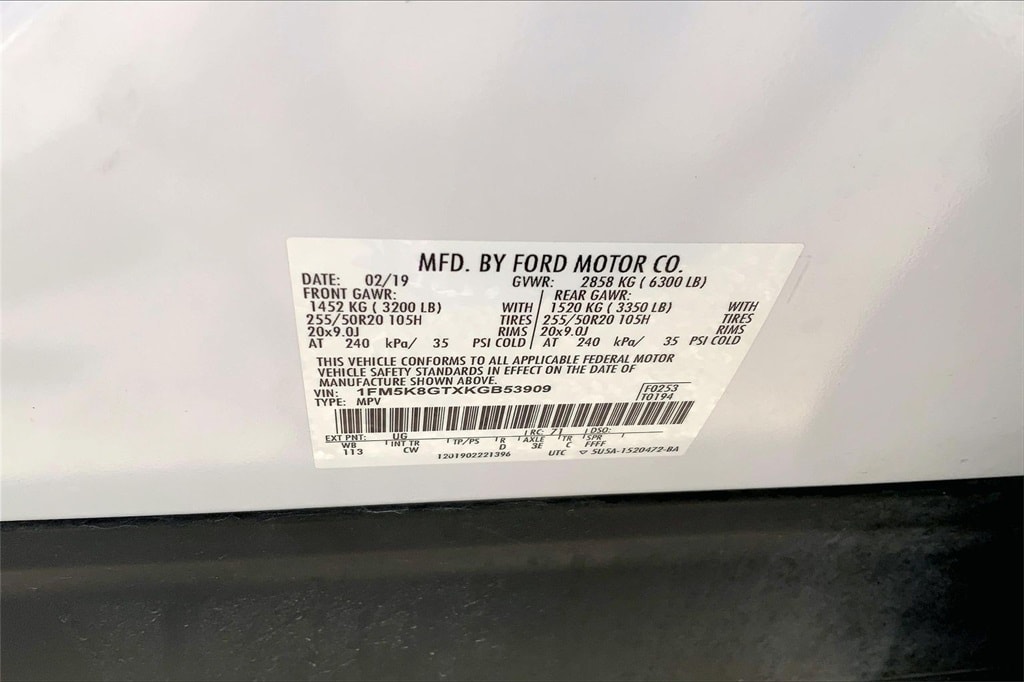 MFD. BY FORD MOTOR CO.
DATE: 02/19 GVWR: 2858 KG ( 6300 LB)
FRONT GAWR: REAR GAWR:
1452 KG ( 3200 LB) WITH 1520 KG ( 3350 LB) WITH
255/50R20 105H TIRES 255/50R20 105H TIRES
20x9.0J RIMS 20x9.0J RIMS
AT 240 kPa/ 35 PSI COLD AT 240 kPa/ 35 PSI COLD
THIS VEHICLE CONFORMS TO ALL APPLICABLE FEDERAL MOTOR
VEHICLE SAFETY STANDARDS IN EFFECT ON THE DATE OF
MANUFACTURE SHOWN ABOVE.
VIN: 1FM5K8GTXKGB53909 F0253
TYPE: MPV T0194
EXT PNT: UG RC: 71 DSO:
WB INT TR TP/PS R AXLE TR SPR
113 CW D 3E C FFFF
1201902221396 UTC ▽ 5U5A-1520472-BA